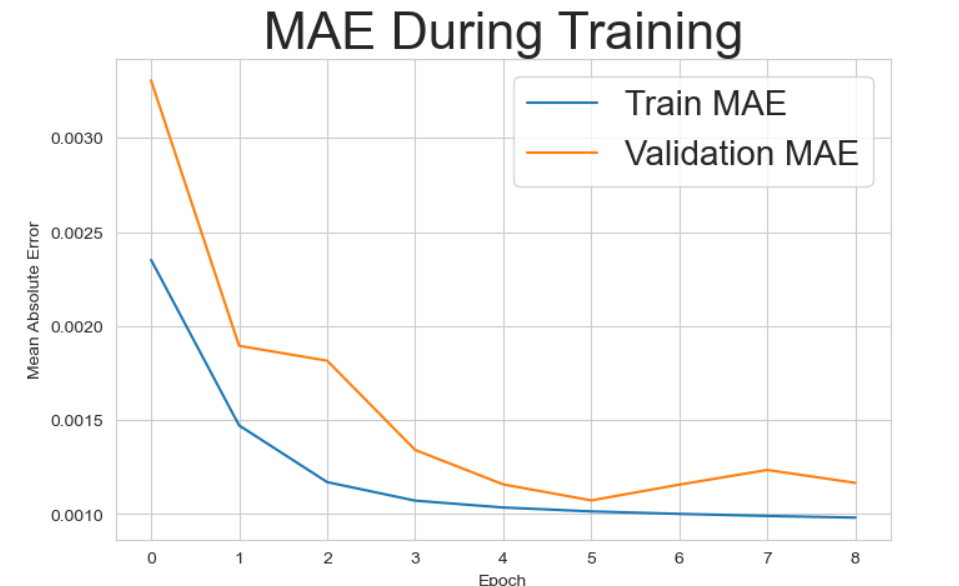 MAE During Training
Train MAE
Validation MAE
Mean Absolute Error
0.0030
0.0025
0.0020
0.0015
0.0010
0 1 2 3 4 5 6 7 8
Epoch